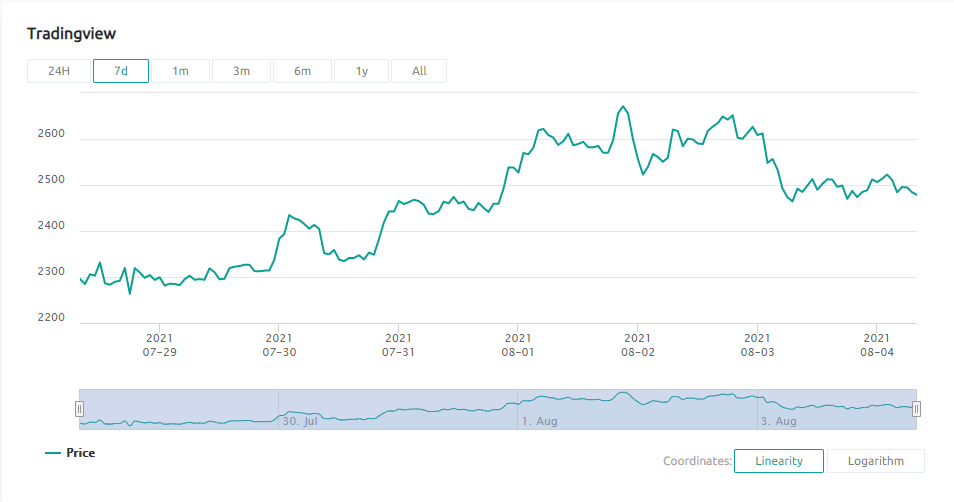 Tradingview
24H 7d 1m 3m 6m 1y All
2600
2500
2400
2300
2200
2021 2021 2021 2021 2021 2021 2021
07-29 07-30 07-31 08-01 08-02 08-03 08-04
30. Jul 1. Aug 3. Aug
Price
Coordinates: Linearity Logarithm